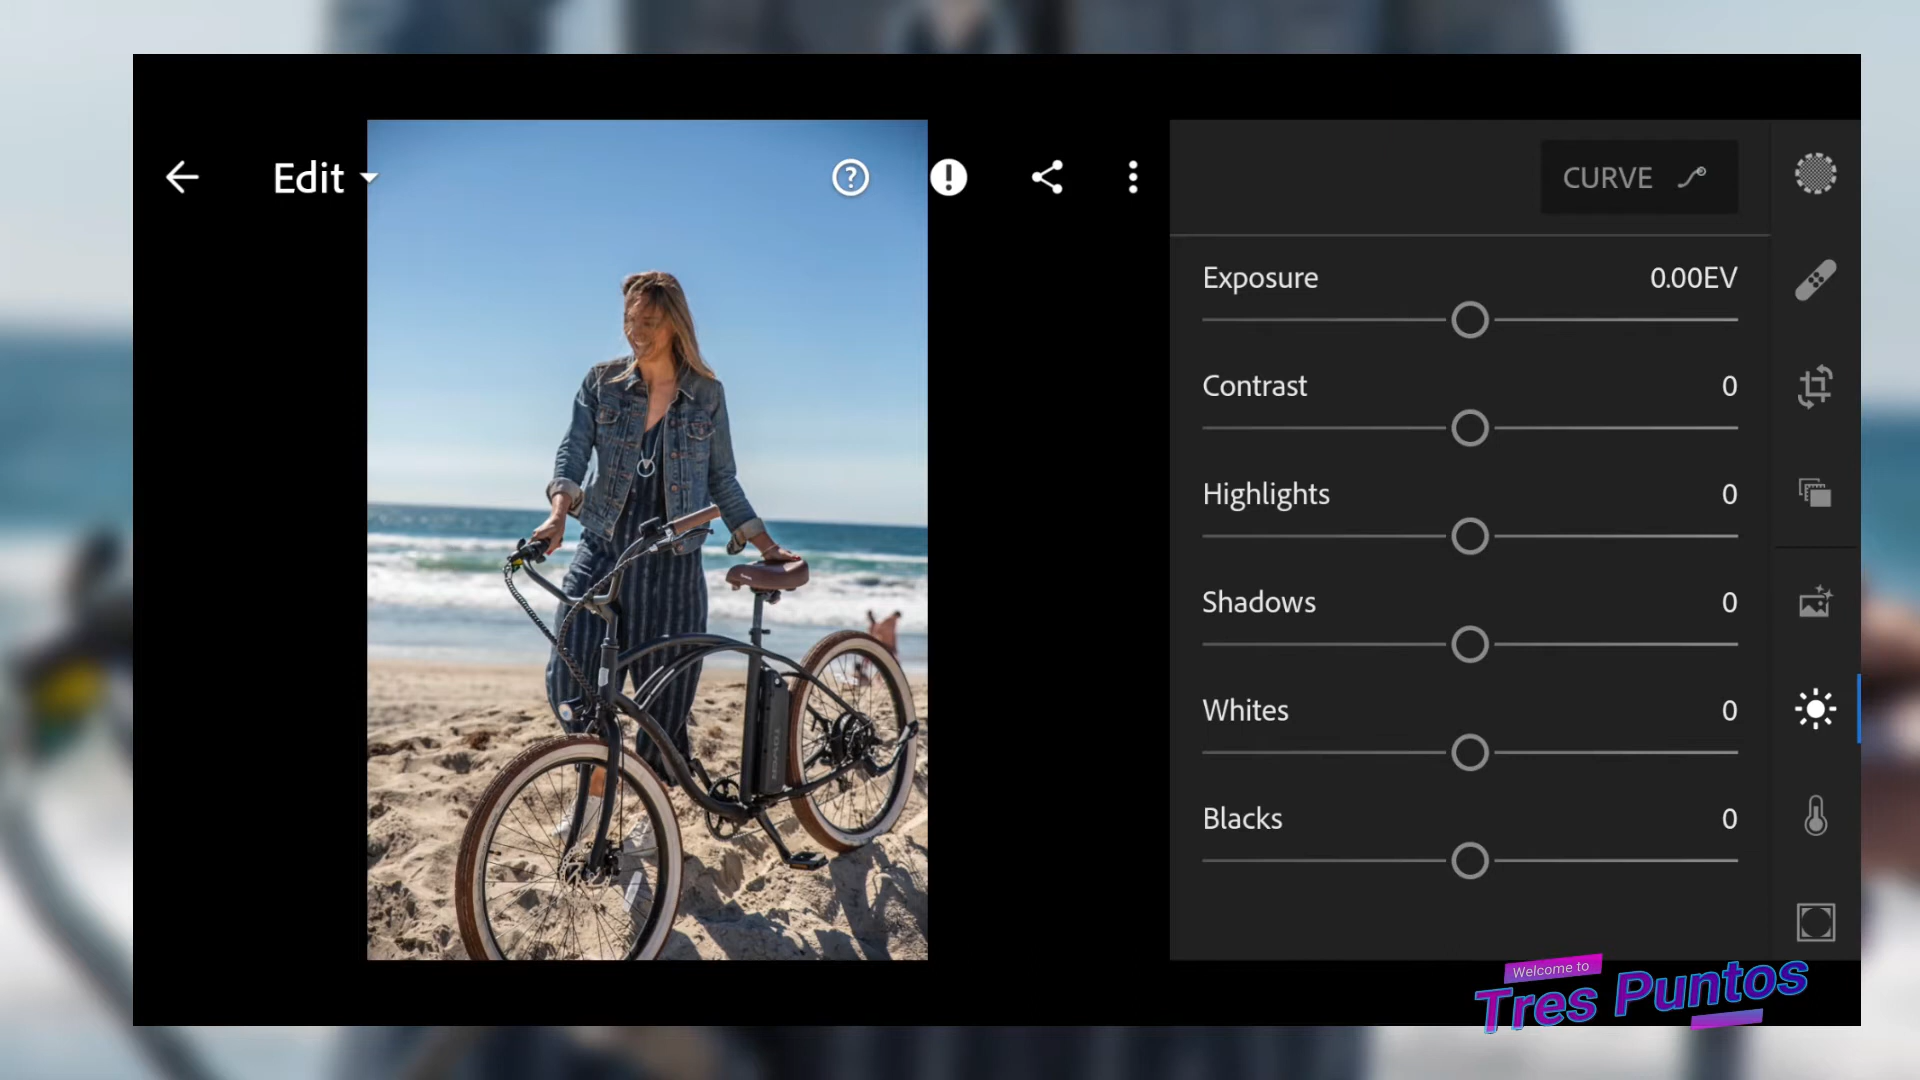 Edit
CURVE
Exposure 0.00EV
Contrast 0
Highlights 0
Shadows 0
Whites 0
Blacks 0
Welcome to
Tres Puntos